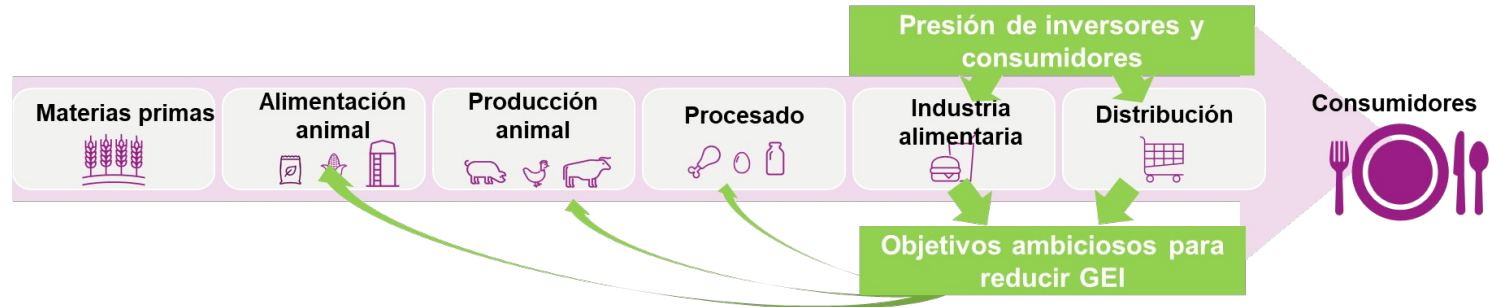 Presión de inversores y
consumidores
Materias primas
Alimentación
animal
Producción
animal
Procesado
Industria
alimentaria
Distribución
Consumidores
Objetivos ambiciosos para
reducir GEI